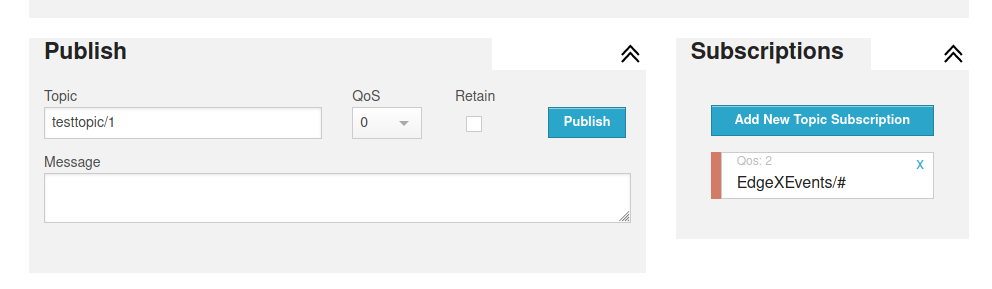 Publish
Topic
QoS
Retain
testtopic/1
0
Publish
Message
Subscriptions
Add New Topic Subscription
Qos: 2
x
EdgeXEvents/#